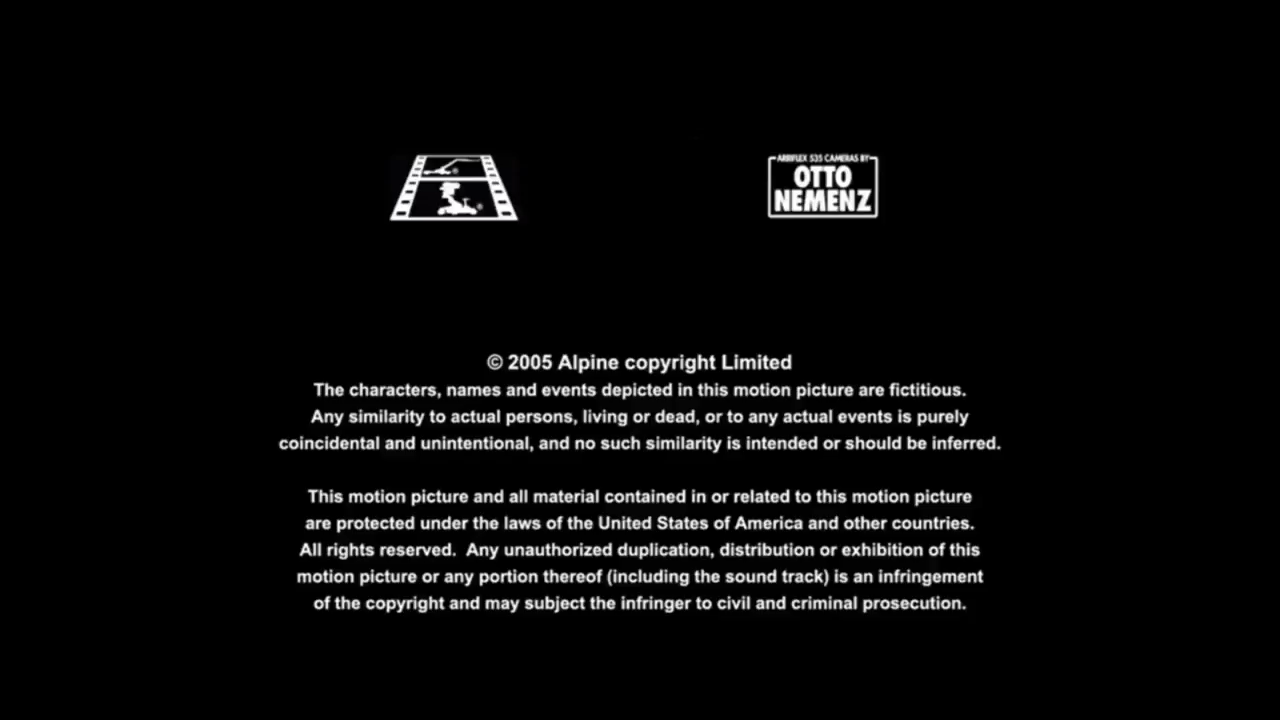 ARRIFLEX 535 CAMERAS BY
OTTO
NEMENZ
© 2005 Alpine copyright Limited
The characters, names and events depicted in this motion picture are fictitious.
Any similarity to actual persons, living or dead, or to any actual events is purely
coincidental and unintentional, and no such similarity is intended or should be inferred.
This motion picture and all material contained in or related to this motion picture
are protected under the laws of the United States of America and other countries.
All rights reserved.  Any unauthorized duplication, distribution or exhibition of this
motion picture or any portion thereof (including the sound track) is an infringement
of the copyright and may subject the infringer to civil and criminal prosecution.